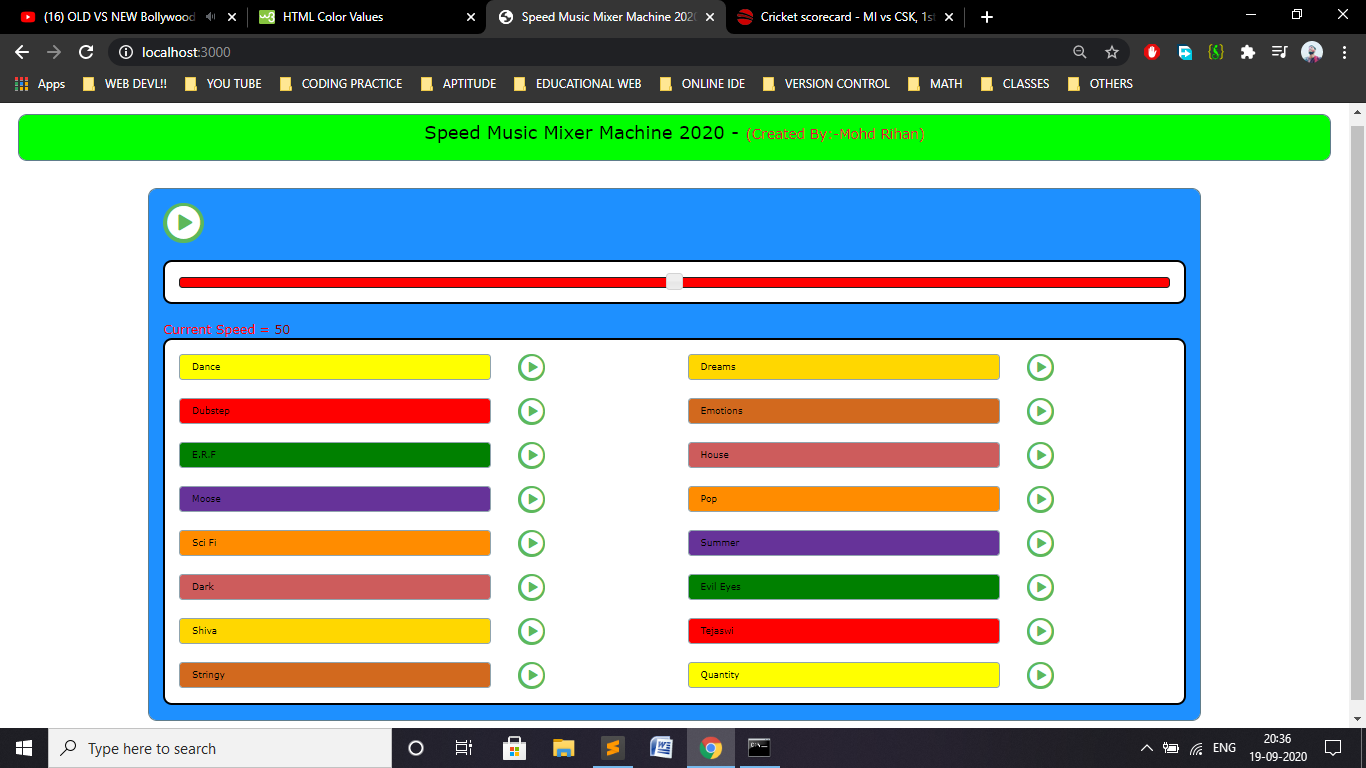 (16) OLD VS NEW Bollywood
HTML Color Values
Speed Music Mixer Machine 202
Cricket scorecard - MI vs CSK, 1s
localhost:3000
Apps
WEB DEVL!!
YOU TUBE
CODING PRACTICE
APTITUDE
EDUCATIONAL WEB
ONLINE IDE
VERSION CONTROL
MATH
CLASSES
OTHERS
Speed Music Mixer Machine 2020 - (Created By:-Mohd Rihan)
Current Speed = 50
Dance
Dreams
Dubstep
Emotions
E.R.F
House
Moose
Pop
Sci Fi
Summer
Dark
Evil Eyes
Shiva
Tejaswi
Stringy
Quantity
Type here to search
ENG
20:36
19-09-2020